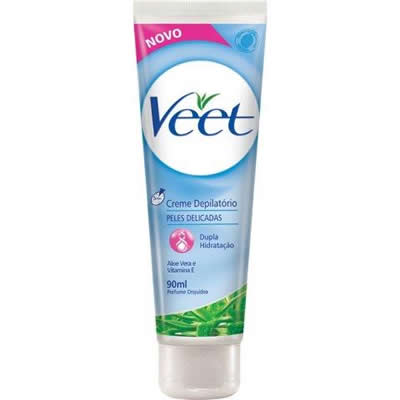 NOVO
Veet
Creme Depilatório
PELES DELICADAS
Dupla
Hidratação
Aloe Vera e
Vitamina E
90ml
Perfume Orquídea